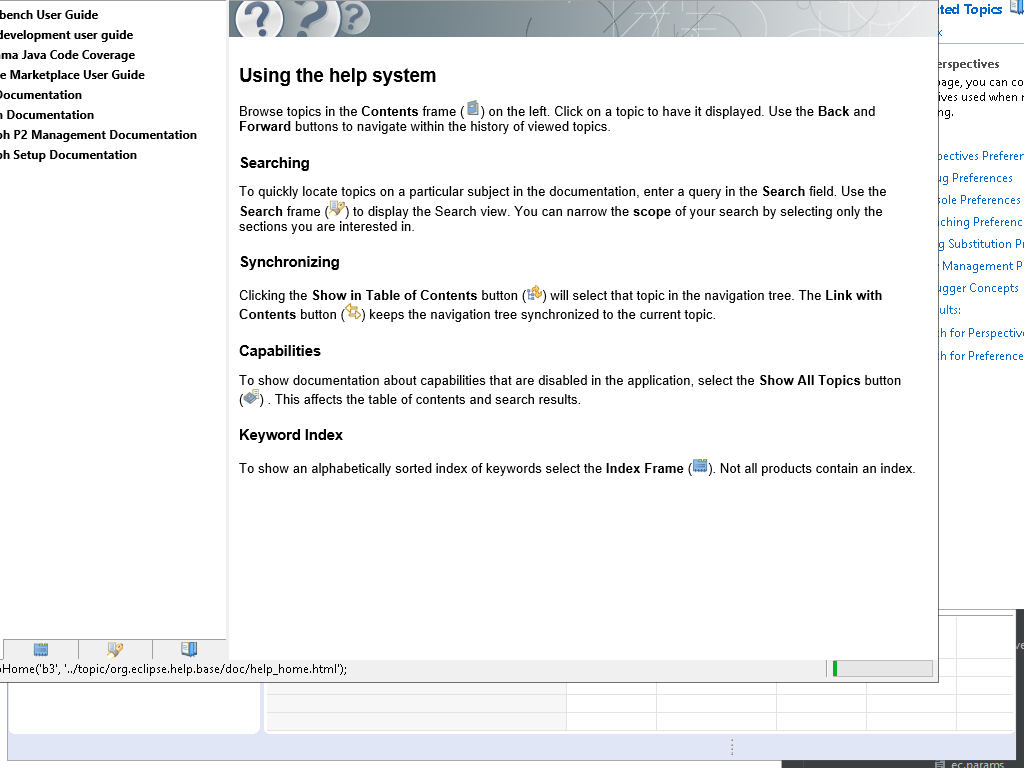 bench User Guide
development user guide
ma Java Code Coverage
e Marketplace User Guide
Documentation
n Documentation
ph P2 Management Documentation
ph Setup Documentation
Using the help system
Browse topics in the Contents frame ( ) on the left. Click on a topic to have it displayed. Use the Back and
Forward buttons to navigate within the history of viewed topics.
Searching
To quickly locate topics on a particular subject in the documentation, enter a query in the Search field. Use the
Search frame ( ) to display the Search view. You can narrow the scope of your search by selecting only the
sections you are interested in.
Synchronizing
Clicking the Show in Table of Contents button ( ) will select that topic in the navigation tree. The Link with
Contents button ( ) keeps the navigation tree synchronized to the current topic.
Capabilities
To show documentation about capabilities that are disabled in the application, select the Show All Topics button
( ) . This affects the table of contents and search results.
Keyword Index
To show an alphabetically sorted index of keywords select the Index Frame ( ). Not all products contain an index.
oHome('b3', '../topic/org.eclipse.help.base/doc/help_home.html');
ted Topics
erspectives
page, you can co
ives used when r
ng.
pectives Preferen
ug Preferences
sole Preferences
ching Preferenc
g Substitution Pr
Management P
ugger Concepts
ults:
h for Perspective
h for Preference
ve
ec.params